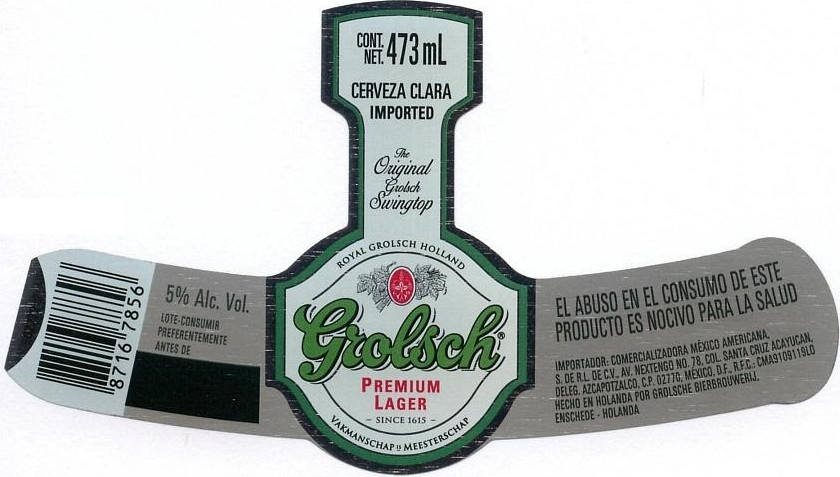 CONT. NET. 473 mL
CERVEZA CLARA
IMPORTED
The
Original
Grolsch
Swingtop
ROYAL GROLSCH HOLLAND
Grolsch®
PREMIUM
LAGER
– SINCE 1615 –
VAKMANSCHAP IS MEESTERSCHAP
8716178561
5% Alc. Vol.
LOTE-CONSUMIR
PREFERENTEMENTE
ANTES DE
EL ABUSO EN EL CONSUMO DE ESTE
PRODUCTO ES NOCIVO PARA LA SALUD
IMPORTADOR: COMERCIALIZADORA MÉXICO AMERICANA,
S. DE R.L. DE C.V., AV. NEXTENGO NO. 78, COL. SANTA CRUZ ACAYUCAN,
DELEG. AZCAPOTZALCO, C.P. 02770, MÉXICO, D.F., R.F.C.: CMA9109119L0
HECHO EN HOLANDA POR GROLSCHE BIERBROUWERIJ,
ENSCHEDE - HOLANDA